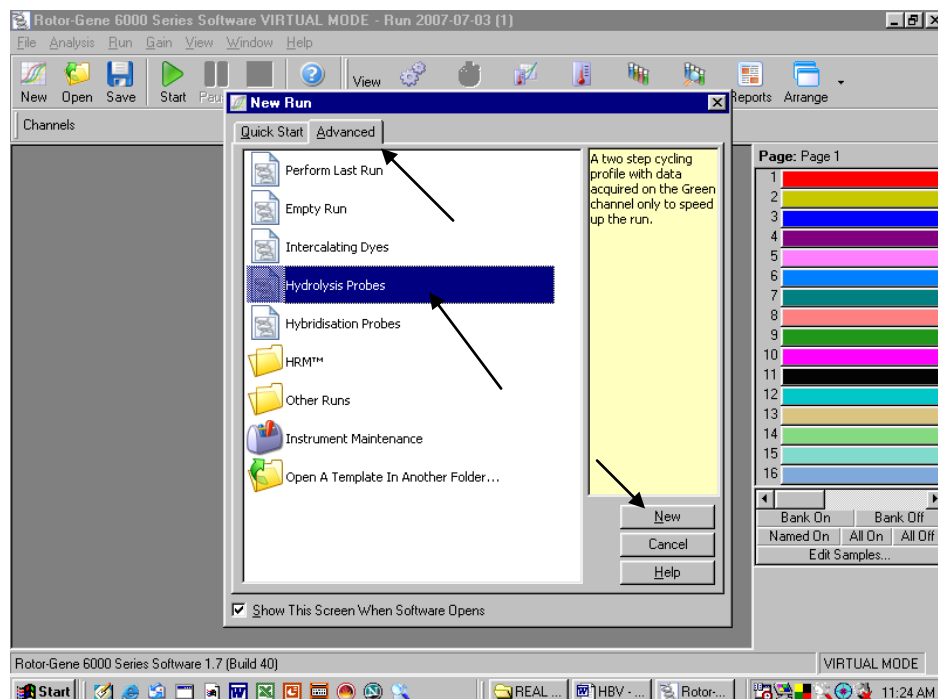 Rotor-Gene 6000 Series Software VIRTUAL MODE - Run 2007-07-03 (1)
File Analysis Run Gain View Window Help
New Open Save Start View Reports Arrange
Channels
New Run
Quick Start Advanced
Perform Last Run
Empty Run
Intercalating Dyes
Hydrolysis Probes
Hybridisation Probes
HRM™
Other Runs
Instrument Maintenance
Open A Template In Another Folder...
A two step cycling
profile with data
acquired on the Green
channel only to speed
up the run.
New
Cancel
Help
Show This Screen When Software Opens
Page: Page 1
1
2
3
4
5
6
7
8
9
10
11
12
13
14
15
16
Bank On Bank Off
Named On All On All Off
Edit Samples...
Rotor-Gene 6000 Series Software 1.7 (Build 40) VIRTUAL MODE
Start REAL ... HBV - ... Rotor-... 11:24 AM